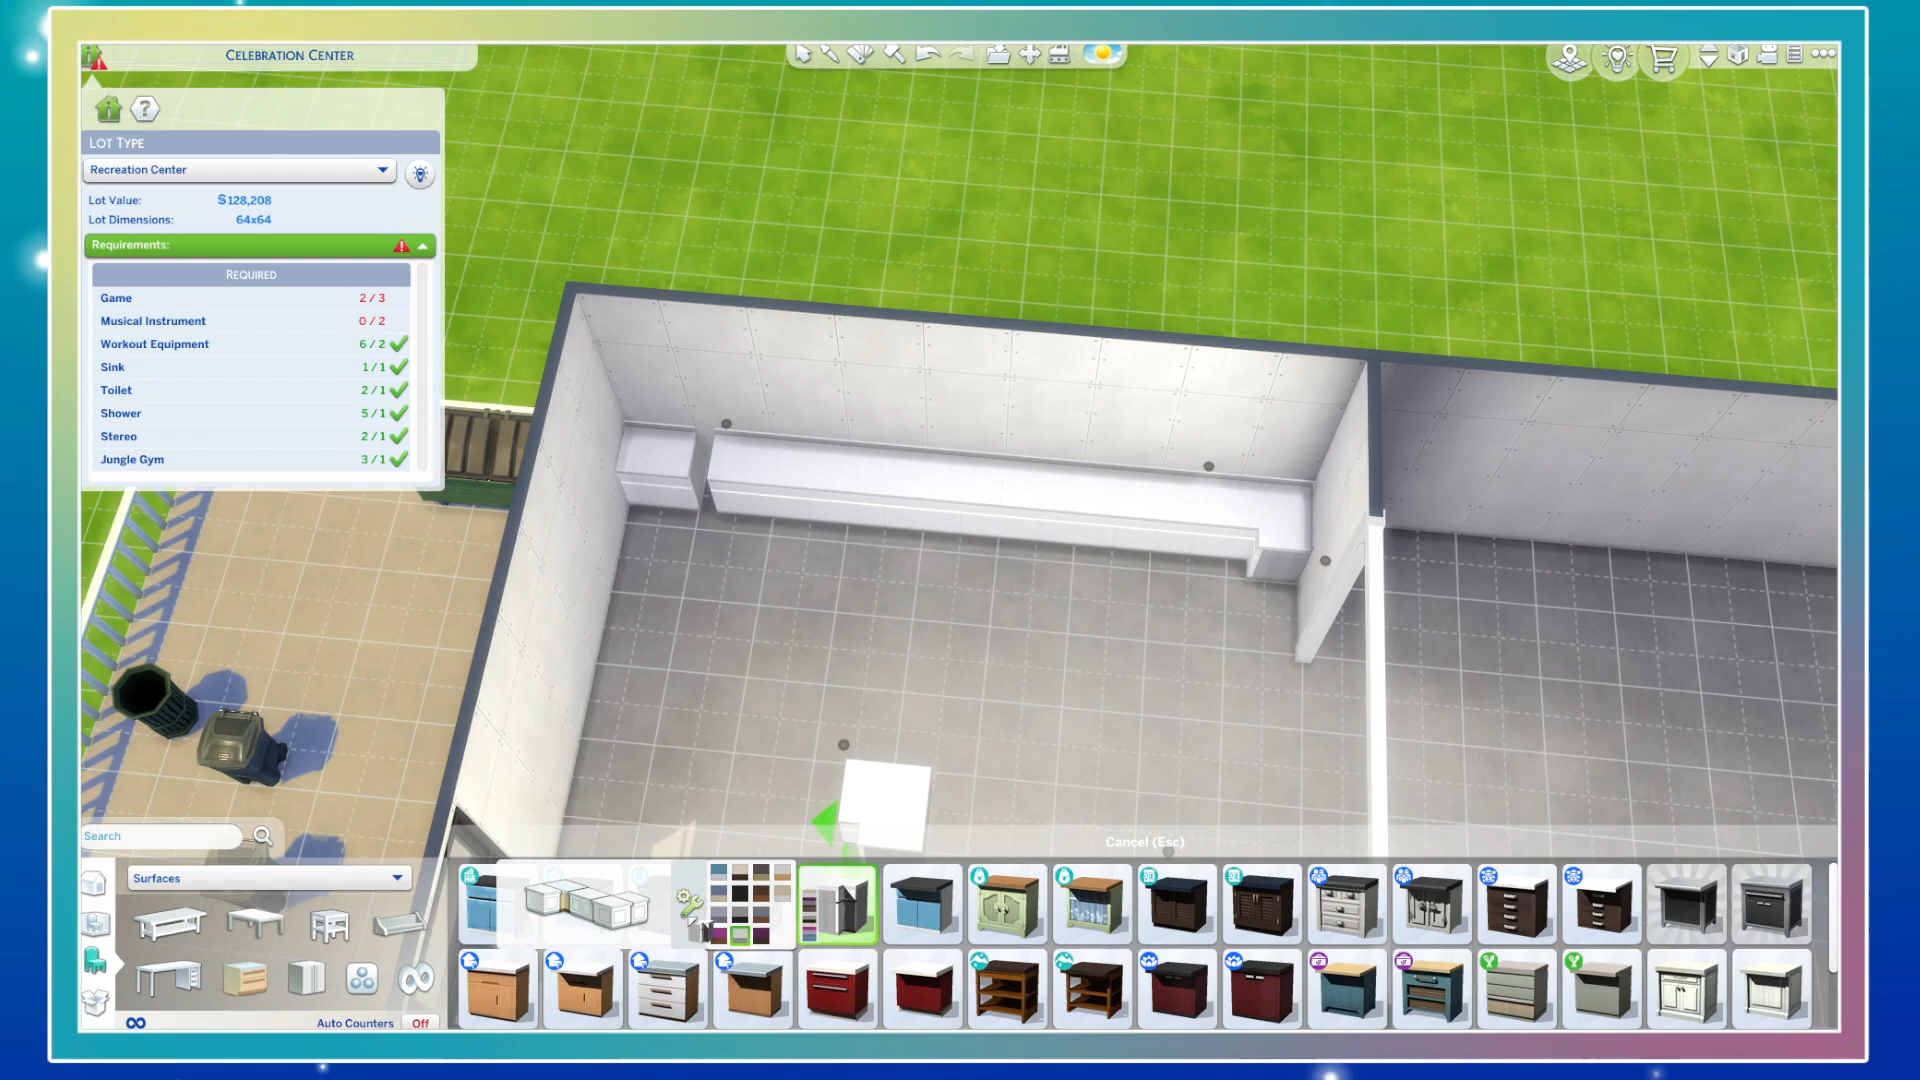 CELEBRATION CENTER
LOT TYPE
Recreation Center
Lot Value: §128,208
Lot Dimensions: 64x64
Requirements:
REQUIRED
Game 2 / 3
Musical Instrument 0 / 2
Workout Equipment 6 / 2
Sink 1 / 1
Toilet 2 / 1
Shower 5 / 1
Stereo 2 / 1
Jungle Gym 3 / 1
Cancel (Esc)
Search
Surfaces
Auto Counters Off